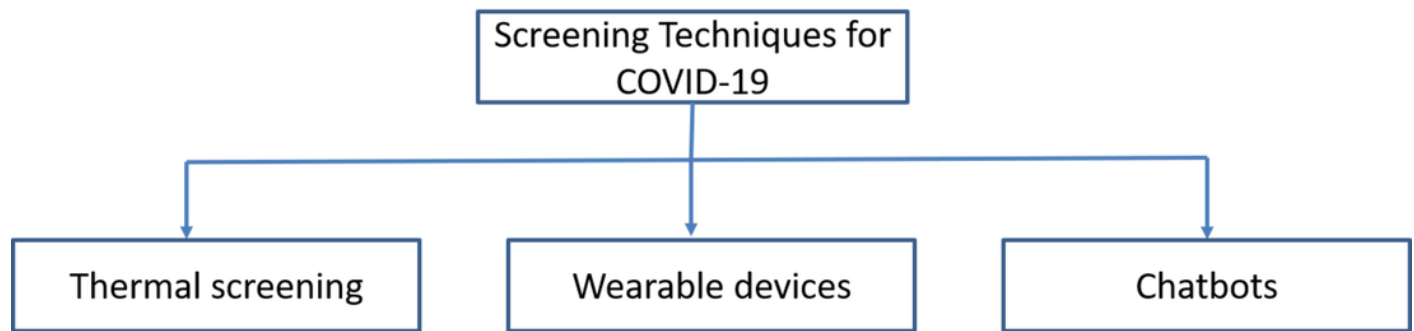 Screening Techniques for
COVID-19
Thermal screening
Wearable devices
Chatbots